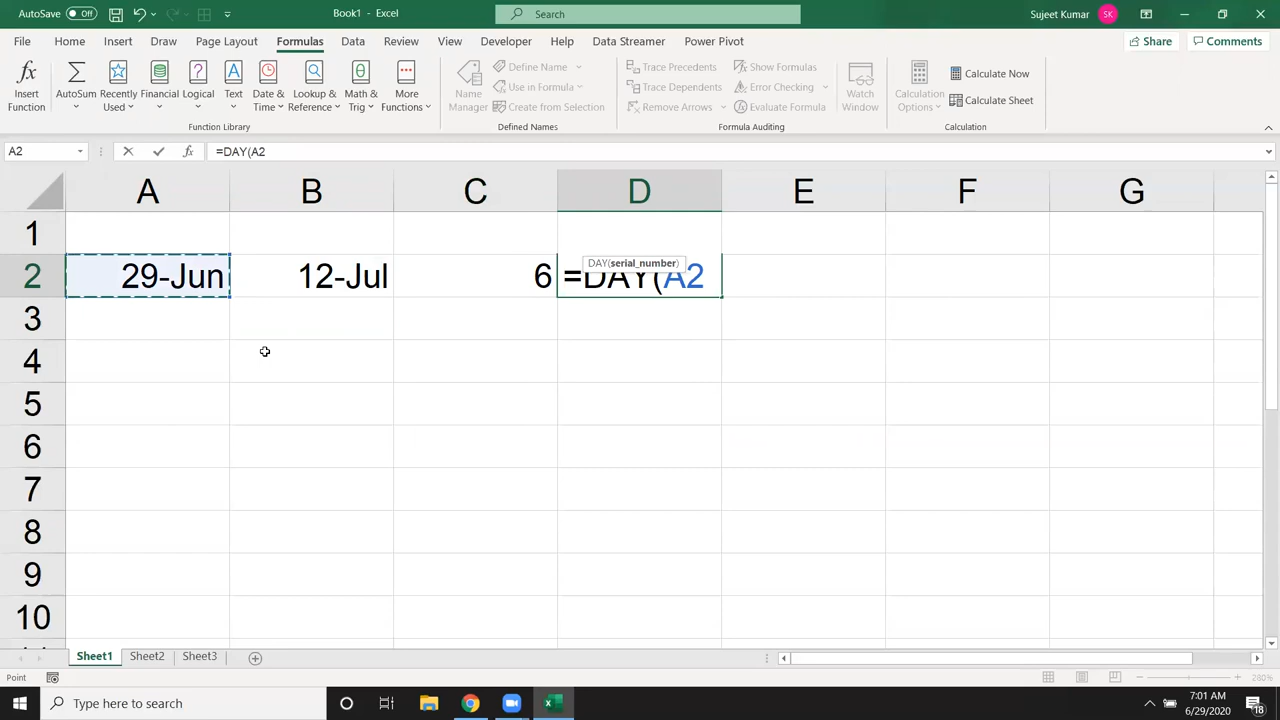 AutoSave Off Book1 - Excel Search Sujeet Kumar SK
File Home Insert Draw Page Layout Formulas Data Review View Developer Help Data Streamer Power Pivot Share Comments
Insert Function
AutoSum
Recently Used
Financial
Logical
Text
Date & Time
Lookup & Reference
Math & Trig
More Functions
Function Library
Name Manager
Define Name
Use in Formula
Create from Selection
Defined Names
Trace Precedents
Trace Dependents
Remove Arrows
Show Formulas
Error Checking
Evaluate Formula
Watch Window
Formula Auditing
Calculation Options
Calculate Now
Calculate Sheet
Calculation
A2 fx =DAY(A2
A B C D E F G
1
DAY(serial_number)
2 29-Jun 12-Jul 6 =DAY(A2
3
4
5
6
7
8
9
10
Sheet1 Sheet2 Sheet3
Point 280%
Type here to search 7:01 AM
6/29/2020 18